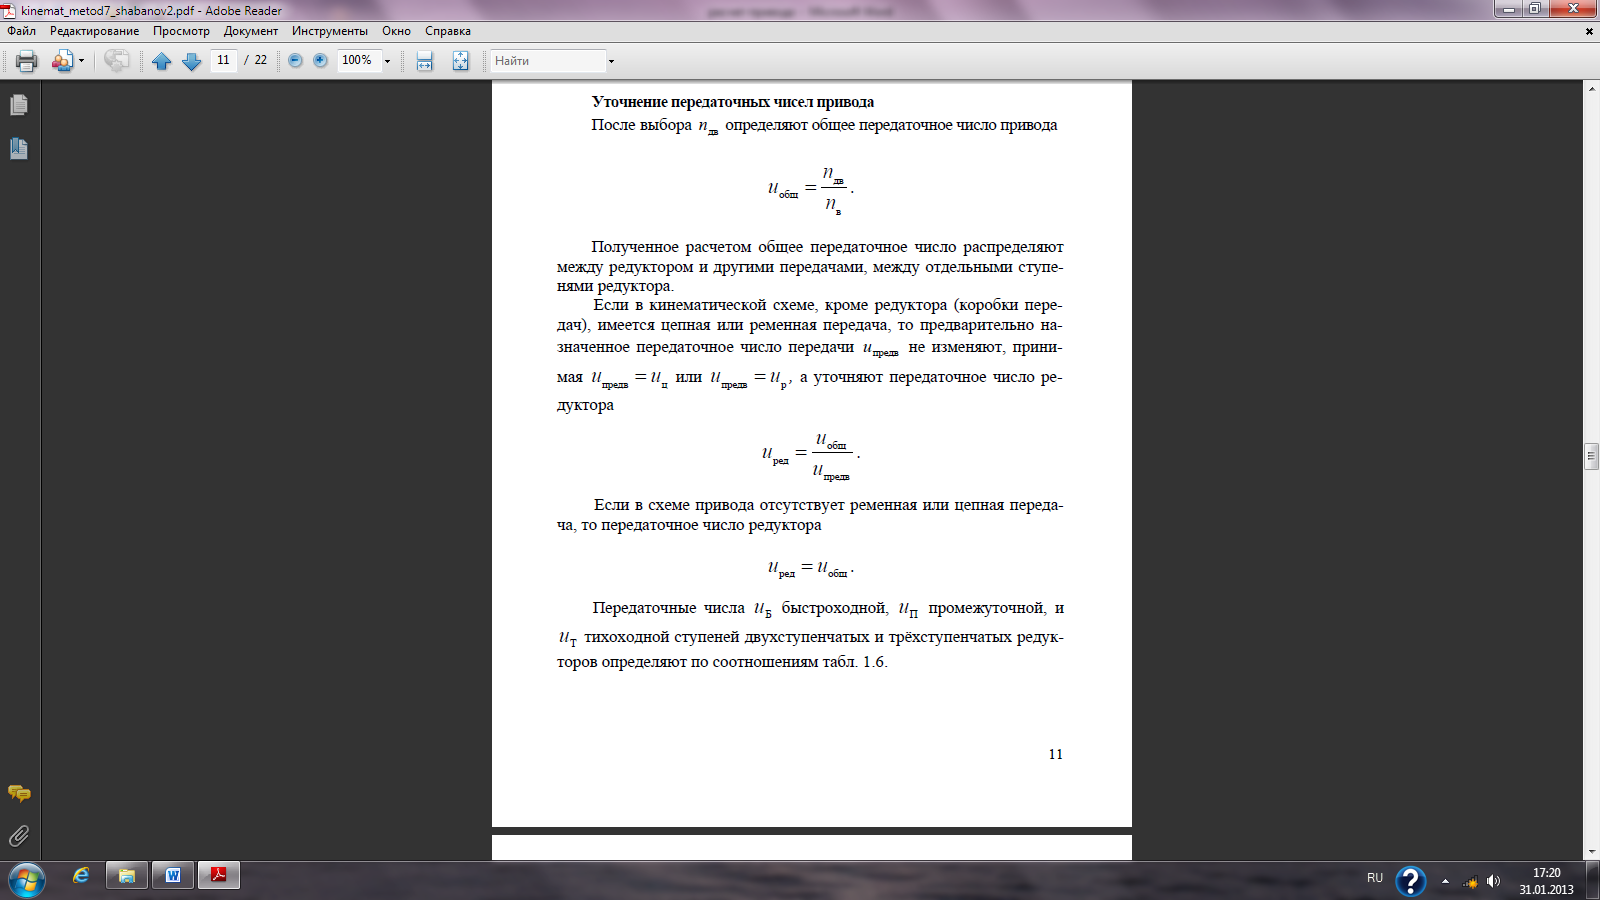 kinemat_metod7_shabanov2.pdf - Adobe Reader
Файл Редактирование Просмотр Документ Инструменты Окно Справка
11 / 22 100% Найти
Уточнение передаточных чисел привода
После выбора nдв определяют общее передаточное число привода
uобщ = nдв / nв .
Полученное расчетом общее передаточное число распределяют
между редуктором и другими передачами, между отдельными ступе-
нями редуктора.
Если в кинематической схеме, кроме редуктора (коробки пере-
дач), имеется цепная или ременная передача, то предварительно на-
значенное передаточное число передачи uпредв не изменяют, прини-
мая uпредв = uц или uпредв = uр, а уточняют передаточное число ре-
дуктора
uред = uобщ / uпредв .
Если в схеме привода отсутствует ременная или цепная переда-
ча, то передаточное число редуктора
uред = uобщ .
Передаточные числа uБ быстроходной, uП промежуточной, и
uТ тихоходной ступеней двухступенчатых и трёхступенчатых редук-
торов определяют по соотношениям табл. 1.6.
11
RU
17:20
31.01.2013